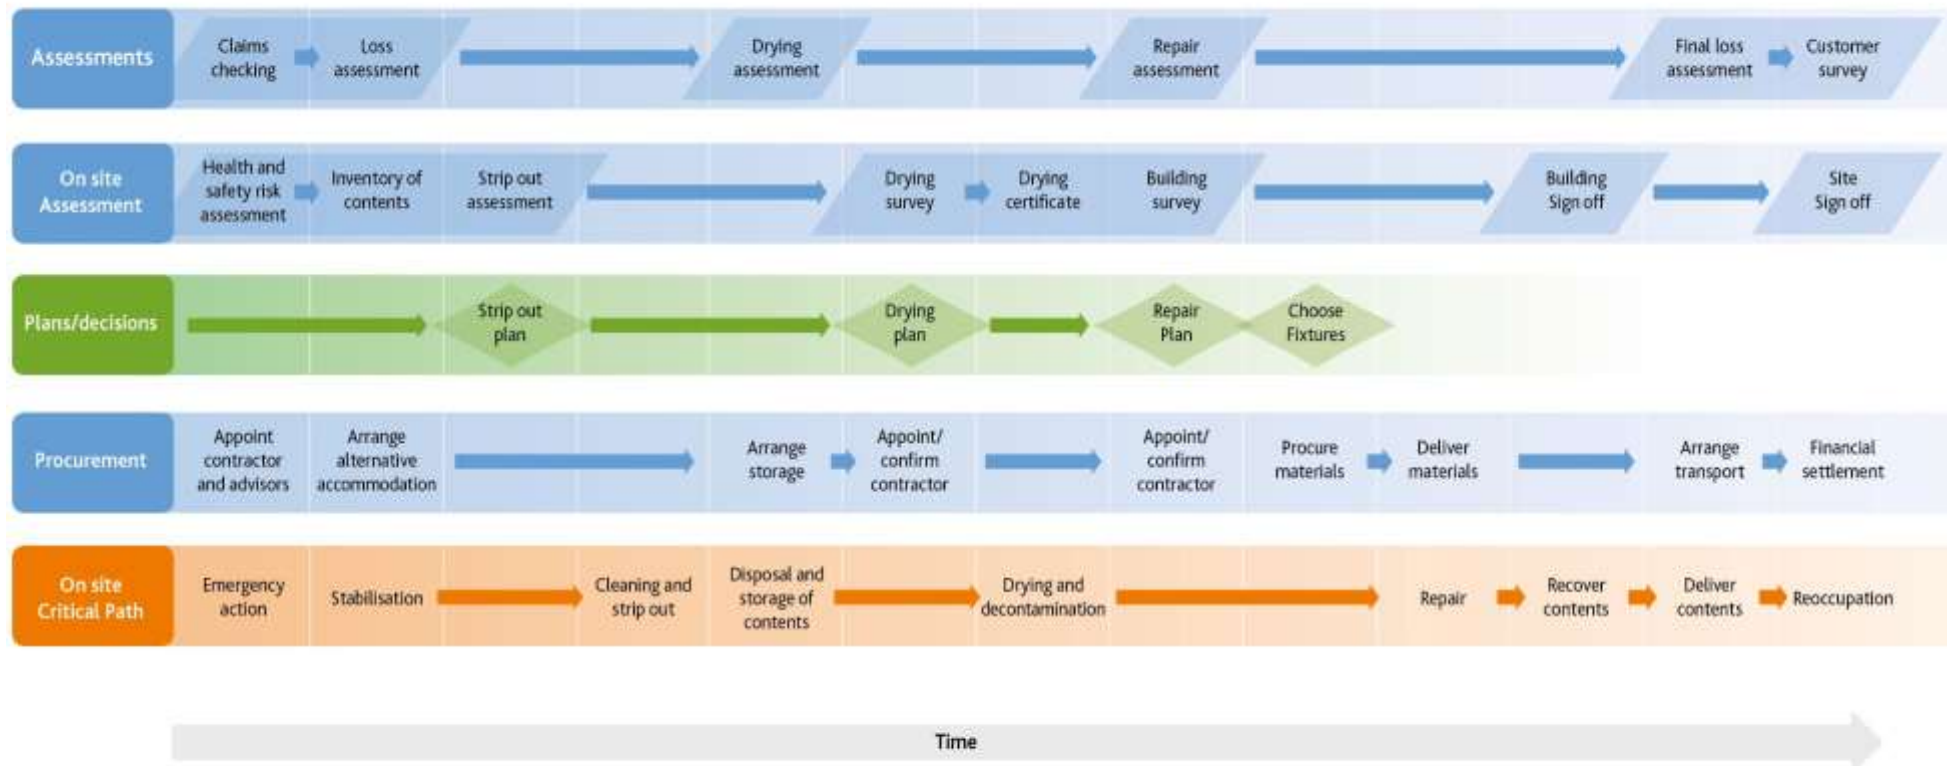 Assessments
Claims
checking
Loss
assessment
Drying
assessment
Repair
assessment
Final loss
assessment
Customer
survey
On site
Assessment
Health and
safety risk
assessment
Inventory of
contents
Strip out
assessment
Drying
survey
Drying
certificate
Building
survey
Building
Sign off
Site
Sign off
Plans/decisions
Strip out
plan
Drying
plan
Repair
Plan
Choose
Fixtures
Procurement
Appoint
contractor
and advisors
Arrange
alternative
accommodation
Arrange
storage
Appoint/
confirm
contractor
Appoint/
confirm
contractor
Procure
materials
Deliver
materials
Arrange
transport
Financial
settlement
On site
Critical Path
Emergency
action
Stabilisation
Cleaning and
strip out
Disposal and
storage of
contents
Drying and
decontamination
Repair
Recover
contents
Deliver
contents
Reoccupation
Time